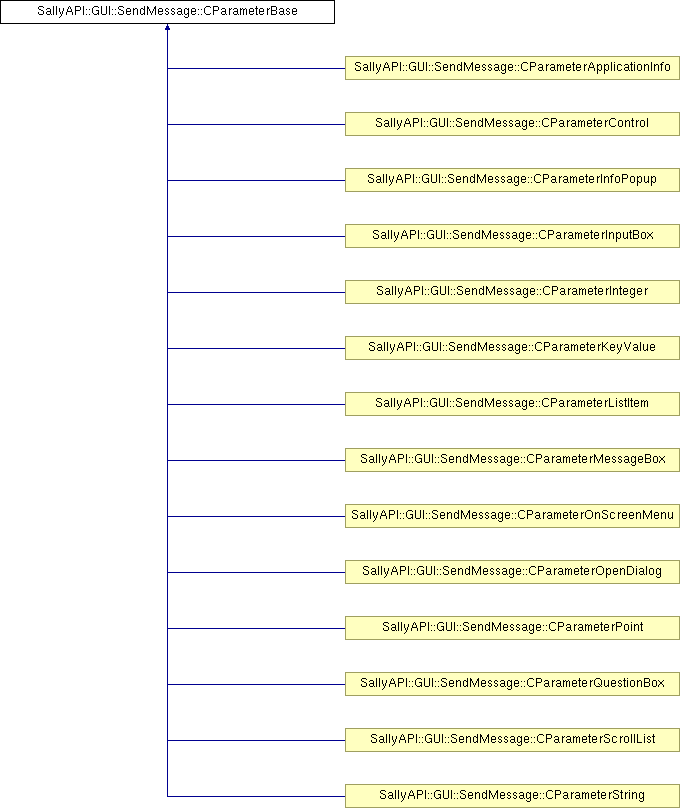 SallyAPI::GUI::SendMessage::CParameterBase
SallyAPI::GUI::SendMessage::CParameterApplicationInfo
SallyAPI::GUI::SendMessage::CParameterControl
SallyAPI::GUI::SendMessage::CParameterInfoPopup
SallyAPI::GUI::SendMessage::CParameterInputBox
SallyAPI::GUI::SendMessage::CParameterInteger
SallyAPI::GUI::SendMessage::CParameterKeyValue
SallyAPI::GUI::SendMessage::CParameterListItem
SallyAPI::GUI::SendMessage::CParameterMessageBox
SallyAPI::GUI::SendMessage::CParameterOnScreenMenu
SallyAPI::GUI::SendMessage::CParameterOpenDialog
SallyAPI::GUI::SendMessage::CParameterPoint
SallyAPI::GUI::SendMessage::CParameterQuestionBox
SallyAPI::GUI::SendMessage::CParameterScrollList
SallyAPI::GUI::SendMessage::CParameterString